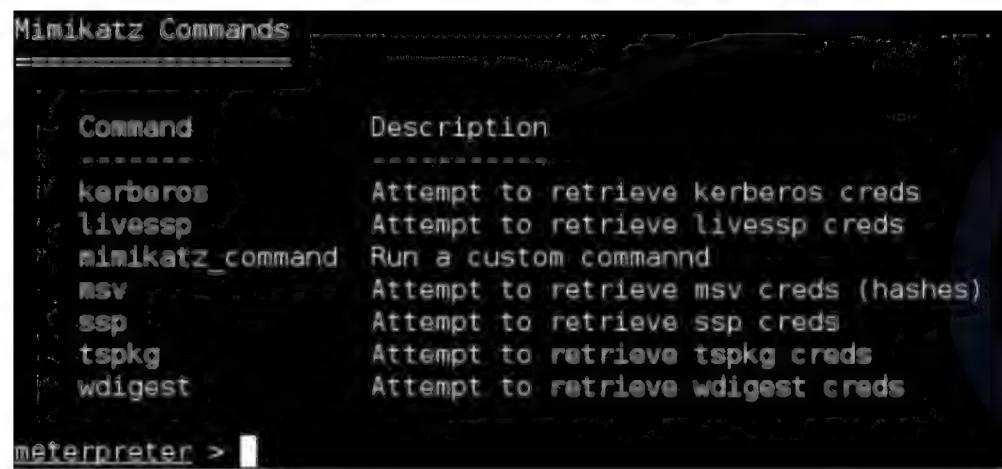 Mimikatz Commands
=================
Command Description
------- -----------
kerberos Attempt to retrieve kerberos creds
livessp Attempt to retrieve livessp creds
mimikatz_command Run a custom commannd
msv Attempt to retrieve msv creds (hashes)
ssp Attempt to retrieve ssp creds
tspkg Attempt to retrieve tspkg creds
wdigest Attempt to retrieve wdigest creds
meterpreter >